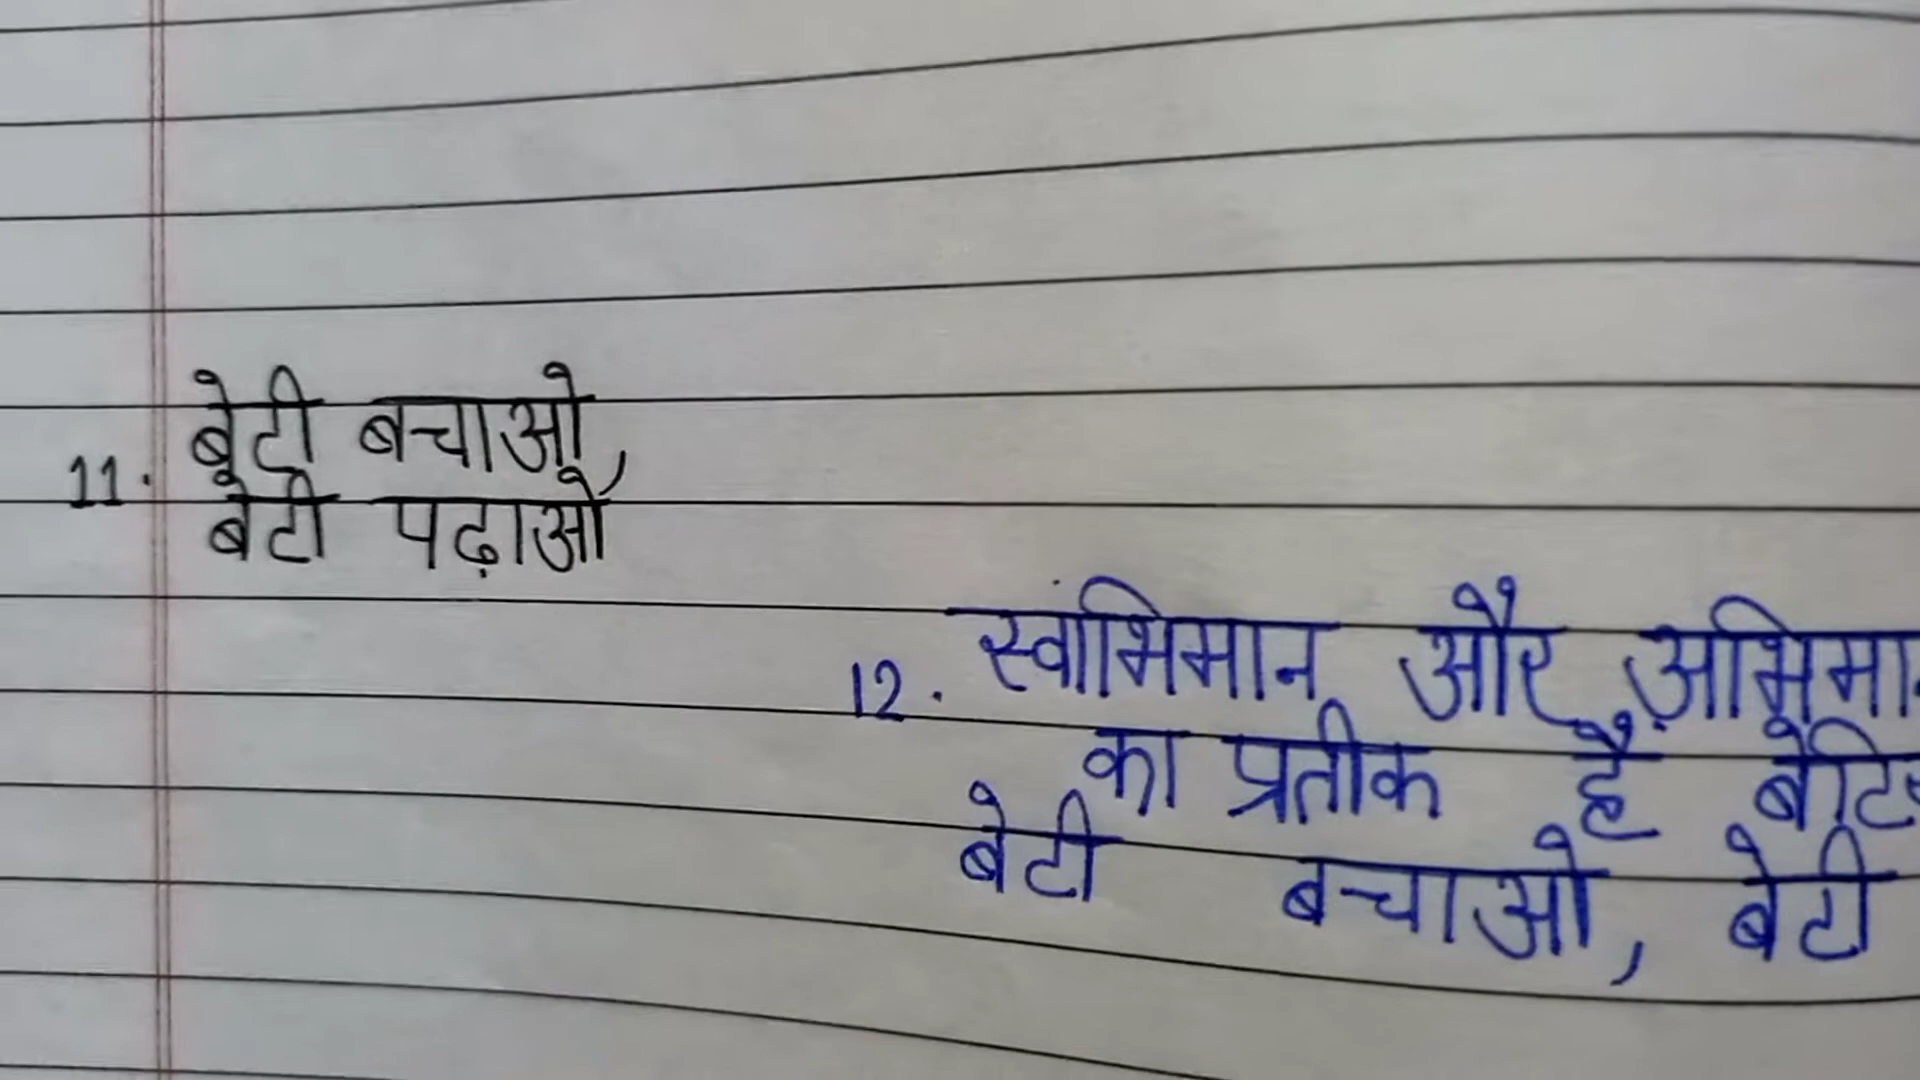 11. बेटी बचाओ,
बेटी पढ़ाओ
12. स्वाभिमान और अभिमान
का प्रतीक है
बेटी बचाओ, बेटी